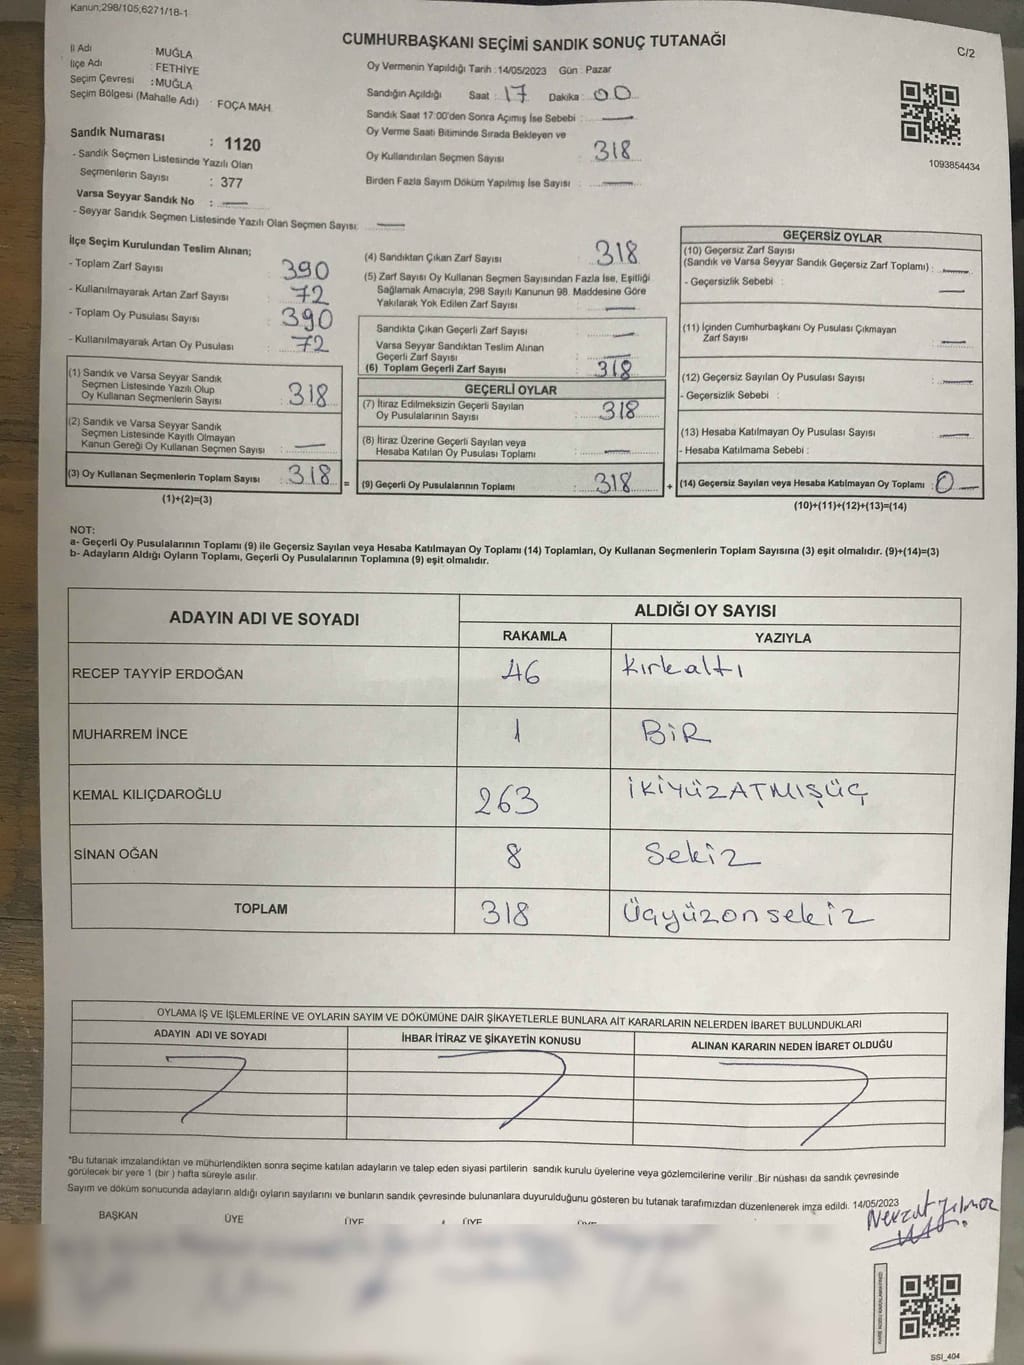 Kanun;298/105,6271/18-1
CUMHURBAŞKANI SEÇİMİ SANDIK SONUÇ TUTANAĞI
C/2
İl Adı MUĞLA
İlçe Adı : FETHİYE
Seçim Çevresi : MUĞLA
Seçim Bölgesi (Mahalle Adı) : FOÇA MAH.
Sandık Numarası : 1120
- Sandık Seçmen Listesinde Yazılı Olan
Seçmenlerin Sayısı : 377
Varsa Seyyar Sandık No : —
- Seyyar Sandık Seçmen Listesinde Yazılı Olan Seçmen Sayısı: —
Oy Vermenin Yapıldığı Tarih : 14/05/2023 Gün : Pazar
Sandığın Açıldığı Saat : 17 Dakika : 00
Sandık Saat 17:00'den Sonra Açılmış İse Sebebi : —
Oy Verme Saati Bitiminde Sırada Bekleyen ve
Oy Kullandırılan Seçmen Sayısı : 318
Birden Fazla Sayım Döküm Yapılmış İse Sayısı : —
1093854434
İlçe Seçim Kurulundan Teslim Alınan;
- Toplam Zarf Sayısı : 390
- Kullanılmayarak Artan Zarf Sayısı : 72
- Toplam Oy Pusulası Sayısı : 390
- Kullanılmayarak Artan Oy Pusulası : 72
(1) Sandık ve Varsa Seyyar Sandık
Seçmen Listesinde Yazılı Olup
Oy Kullanan Seçmenlerin Sayısı : 318
(2) Sandık ve Varsa Seyyar Sandık
Seçmen Listesinde Kayıtlı Olmayan
Kanun Gereği Oy Kullanan Seçmen Sayısı : —
(3) Oy Kullanan Seçmenlerin Toplam Sayısı : 318
(1)+(2)=(3)
=
(4) Sandıktan Çıkan Zarf Sayısı : 318
(5) Zarf Sayısı Oy Kullanan Seçmen Sayısından Fazla İse, Eşitliği
Sağlamak Amacıyla, 298 Sayılı Kanunun 98. Maddesine Göre
Yakılarak Yok Edilen Zarf Sayısı : —
Sandıkta Çıkan Geçerli Zarf Sayısı : —
Varsa Seyyar Sandıktan Teslim Alınan
Geçerli Zarf Sayısı : —
(6) Toplam Geçerli Zarf Sayısı : 318
GEÇERLİ OYLAR
(7) İtiraz Edilmeksizin Geçerli Sayılan
Oy Pusulalarının Sayısı : 318
(8) İtiraz Üzerine Geçerli Sayılan veya
Hesaba Katılan Oy Pusulası Toplamı : —
(9) Geçerli Oy Pusulalarının Toplamı : 318
+
GEÇERSİZ OYLAR
(10) Geçersiz Zarf Sayısı
(Sandık ve Varsa Seyyar Sandık Geçersiz Zarf Toplamı) : —
- Geçersizlik Sebebi : —
(11) İçinden Cumhurbaşkanı Oy Pusulası Çıkmayan
Zarf Sayısı : —
(12) Geçersiz Sayılan Oy Pusulası Sayısı : —
- Geçersizlik Sebebi :
(13) Hesaba Katılmayan Oy Pusulası Sayısı : —
- Hesaba Katılmama Sebebi :
(14) Geçersiz Sayılan veya Hesaba Katılmayan Oy Toplamı : 0 —
(10)+(11)+(12)+(13)=(14)
NOT:
a- Geçerli Oy Pusulalarının Toplamı (9) ile Geçersiz Sayılan veya Hesaba Katılmayan Oy Toplamı (14) Toplamları, Oy Kullanan Seçmenlerin Toplam Sayısına (3) eşit olmalıdır. (9)+(14)=(3)
b- Adayların Aldığı Oyların Toplamı, Geçerli Oy Pusulalarının Toplamına (9) eşit olmalıdır.
ADAYIN ADI VE SOYADI ALDIĞI OY SAYISI
RAKAMLA YAZIYLA
RECEP TAYYİP ERDOĞAN 46 kırkaltı
MUHARREM İNCE 1 BİR
KEMAL KILIÇDAROĞLU 263 İKİYÜZATMIŞÜÇ
SİNAN OĞAN 8 Sekiz
TOPLAM 318 Üçyüzonsekiz
OYLAMA İŞ VE İŞLEMLERİNE VE OYLARIN SAYIM VE DÖKÜMÜNE DAİR ŞİKAYETLERLE BUNLARA AİT KARARLARIN NELERDEN İBARET BULUNDUKLARI
ADAYIN ADI VE SOYADI İHBAR İTİRAZ VE ŞİKAYETİN KONUSU ALINAN KARARIN NEDEN İBARET OLDUĞU
*Bu tutanak imzalandıktan ve mühürlendikten sonra seçime katılan adayların ve talep eden siyasi partilerin sandık kurulu üyelerine veya gözlemcilerine verilir. Bir nüshası da sandık çevresinde
görülecek bir yere 1 (bir ) hafta süreyle asılır.
Sayım ve döküm sonucunda adayların aldığı oyların sayılarını ve bunların sandık çevresinde bulunanlara duyurulduğunu gösteren bu tutanak tarafımızdan düzenlenerek imza edildi. 14/05/2023
BAŞKAN ÜYE ÜYE ÜYE
Nevzat Yılmaz
SSI_404